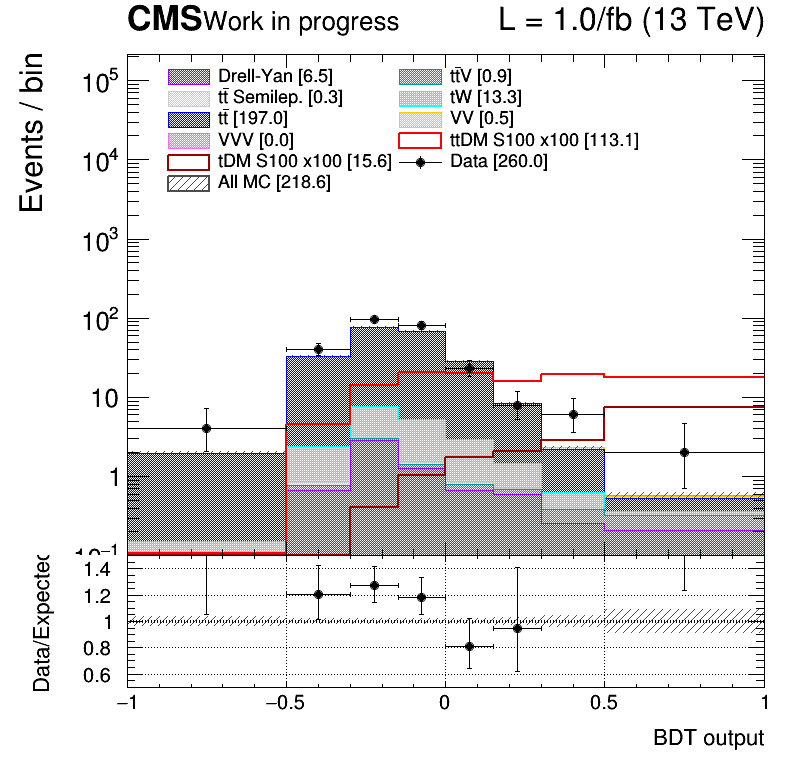 CMS Work in progress L = 1.0/fb (13 TeV)
Events / bin
Drell-Yan [6.5] tt̄V [0.9]
tt̄ Semilep. [0.3] tW [13.3]
tt̄ [197.0] VV [0.5]
VVV [0.0] ttDM S100 x100 [113.1]
tDM S100 x100 [15.6] Data [260.0]
All MC [218.6]
10⁵
10⁴
10³
10²
10
1
10⁻¹
Data/Expected
1.4
1.2
1
0.8
0.6
−1 −0.5 0 0.5 1
BDT output